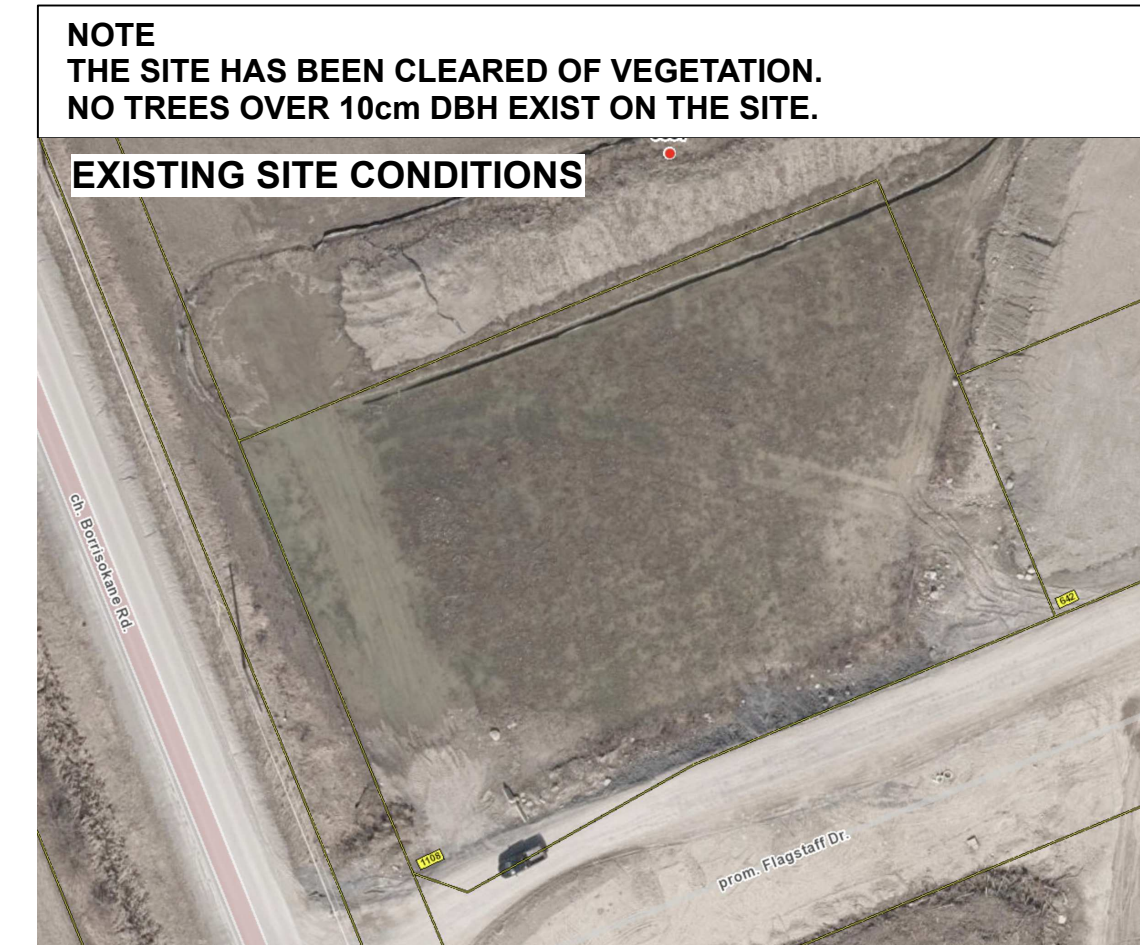 NOTE
THE SITE HAS BEEN CLEARED OF VEGETATION.
NO TREES OVER 10cm DBH EXIST ON THE SITE.
EXISTING SITE CONDITIONS
ch. Borrisokane Rd.
642
1108
prom. Flagstaff Dr.